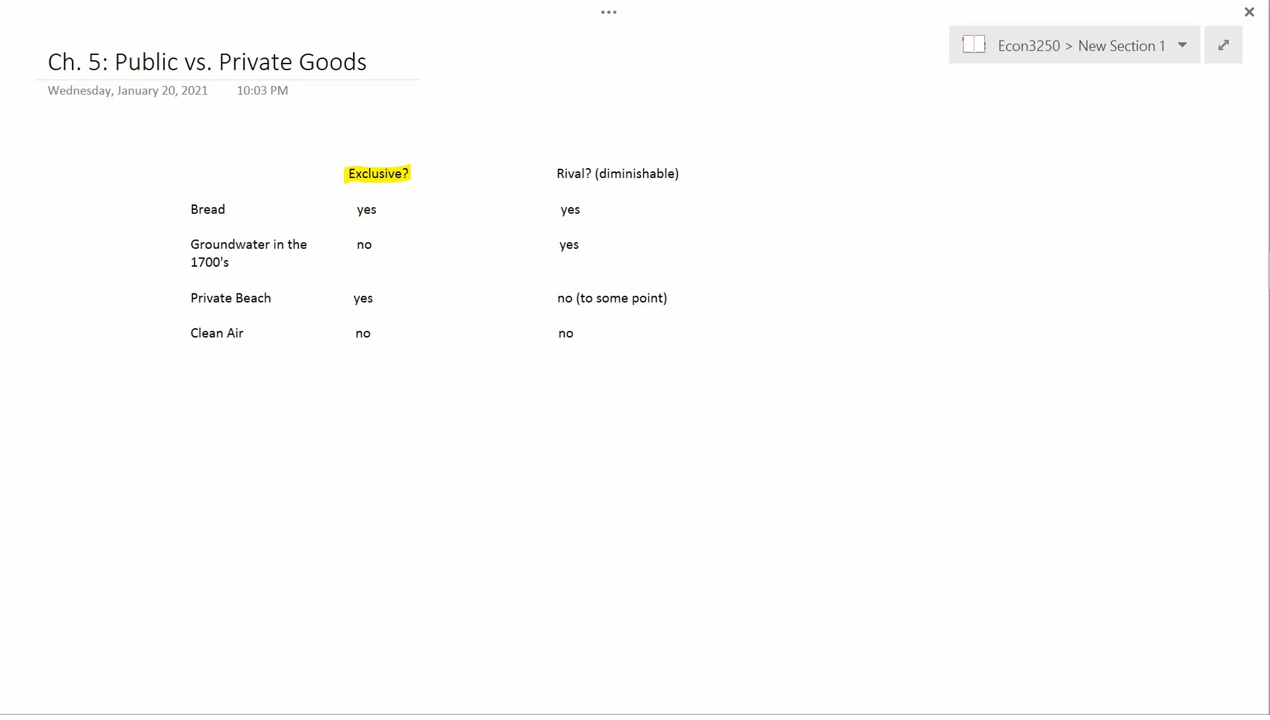 Econ3250 > New Section 1
Ch. 5: Public vs. Private Goods
Wednesday, January 20, 2021 10:03 PM
Exclusive? Rival? (diminishable)
Bread yes yes
Groundwater in the no yes
1700's
Private Beach yes no (to some point)
Clean Air no no